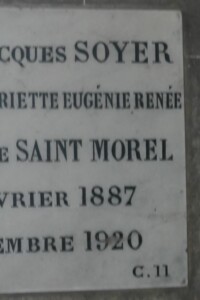 CQUES SOYER
RIETTE EUGÉNIE RENÉE
E SAINT MOREL
VRIER 1887
EMBRE 1920
C.11